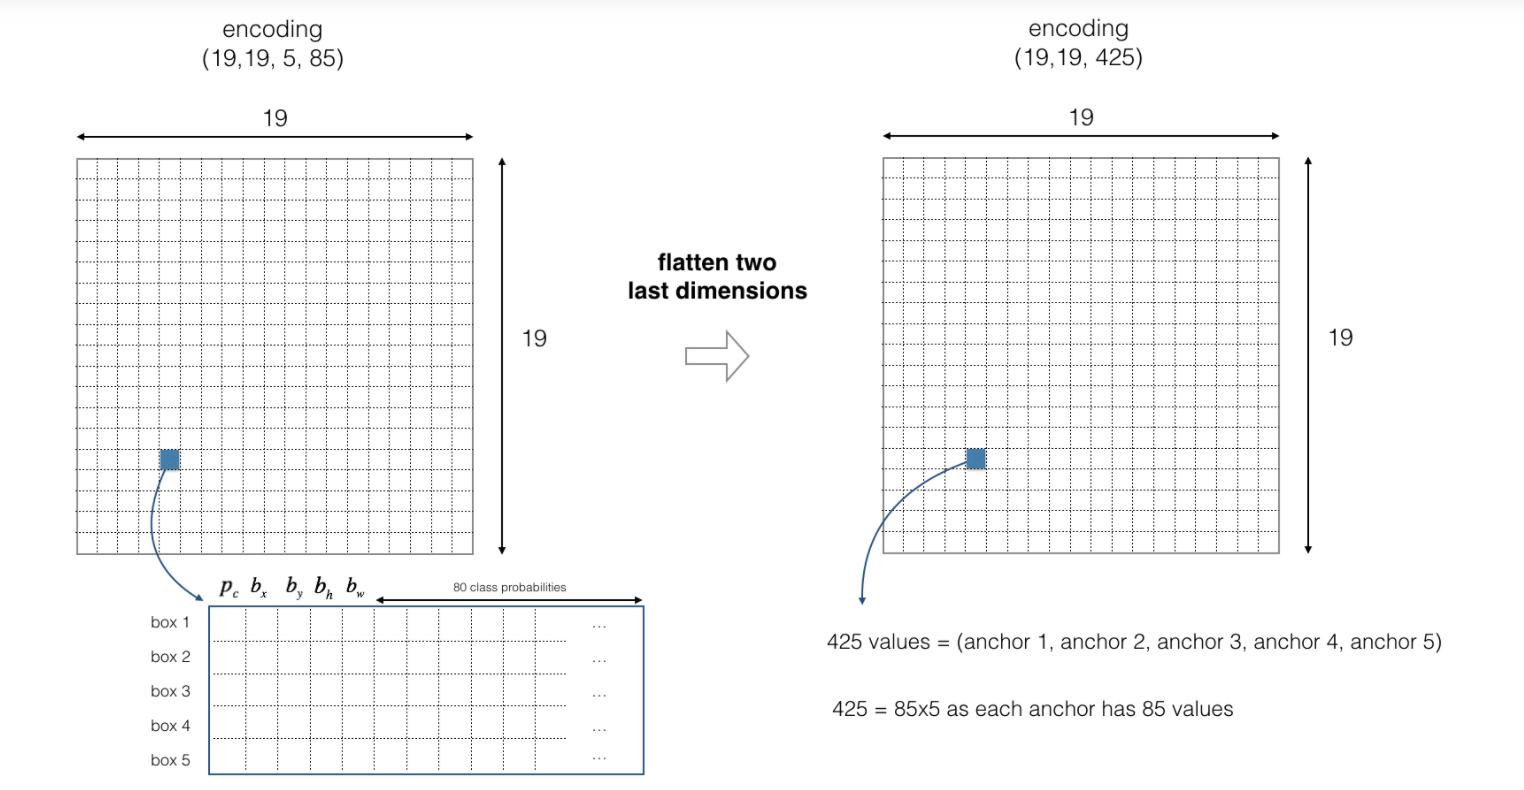 encoding
(19,19, 5, 85)
19
19
flatten two
last dimensions
encoding
(19,19, 425)
19
19
p_c b_x b_y b_h b_w
80 class probabilities
box 1 ...
box 2 ...
box 3 ...
box 4 ...
box 5 ...
425 values = (anchor 1, anchor 2, anchor 3, anchor 4, anchor 5)
425 = 85x5 as each anchor has 85 values